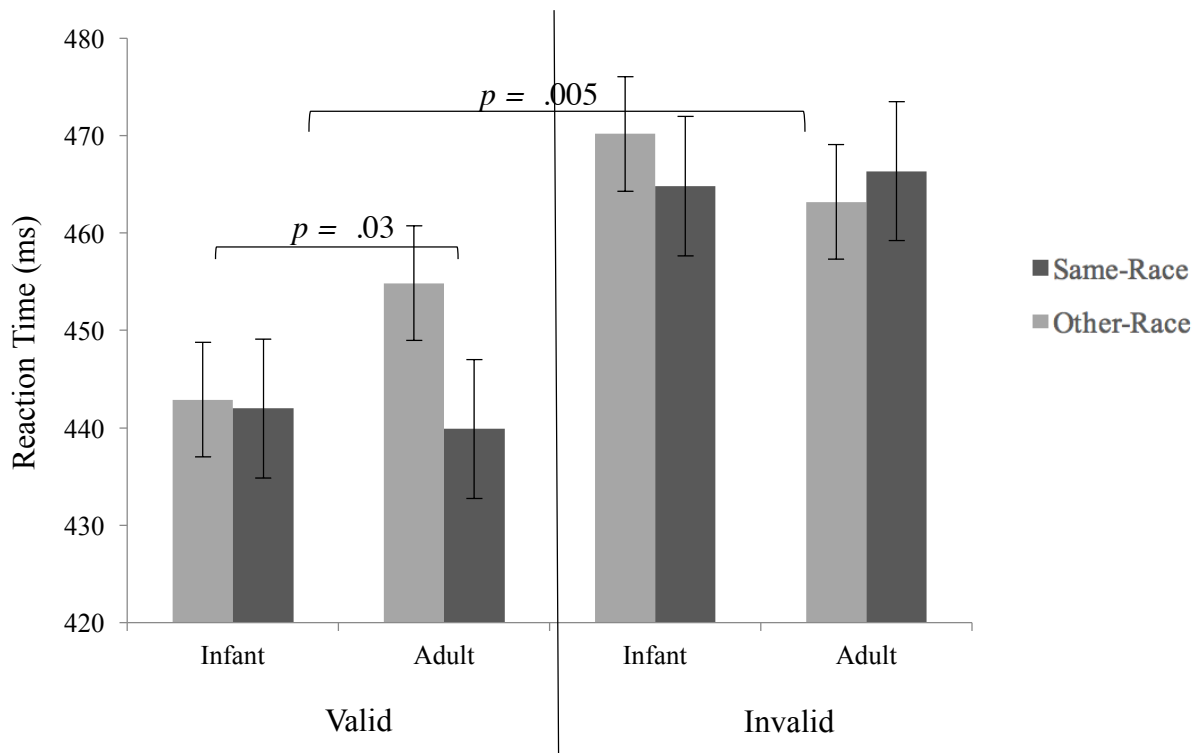 480
p = .005
470
460
p = .03
450
440
430
420
Reaction Time (ms)
Same-Race
Other-Race
Infant Adult Infant Adult
Valid Invalid